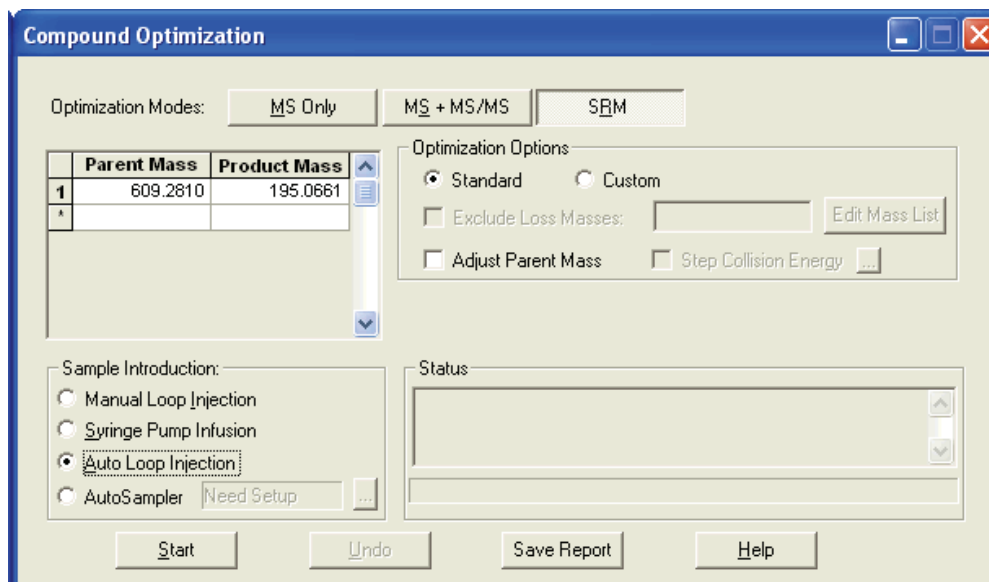 Compound Optimization
Optimization Modes: MS Only MS + MS/MS SRM
Parent Mass Product Mass
1 609.2810 195.0661
*
Optimization Options
Standard Custom
Exclude Loss Masses: Edit Mass List
Adjust Parent Mass Step Collision Energy ...
Sample Introduction:
Manual Loop Injection
Syringe Pump Infusion
Auto Loop Injection
AutoSampler Need Setup ...
Status
Start Undo Save Report Help